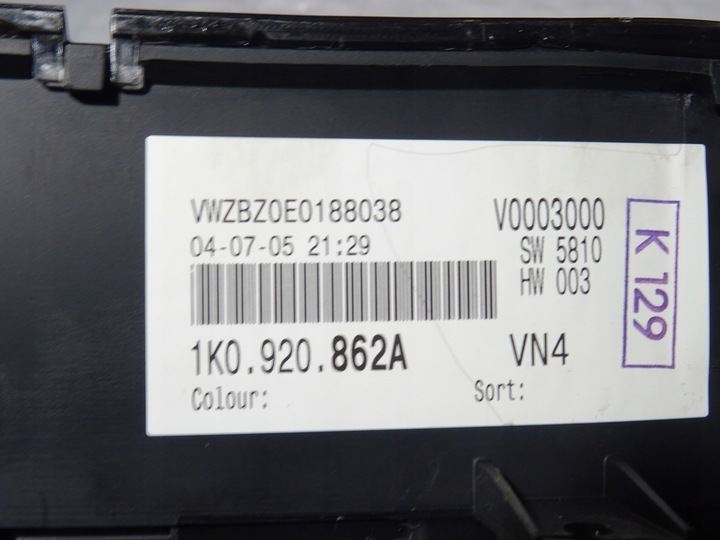 VWZBZ0E0188038
V0003000
04-07-05 21:29
SW 5810
HW 003
1K0.920.862A
VN4
Colour:
Sort:
K 129